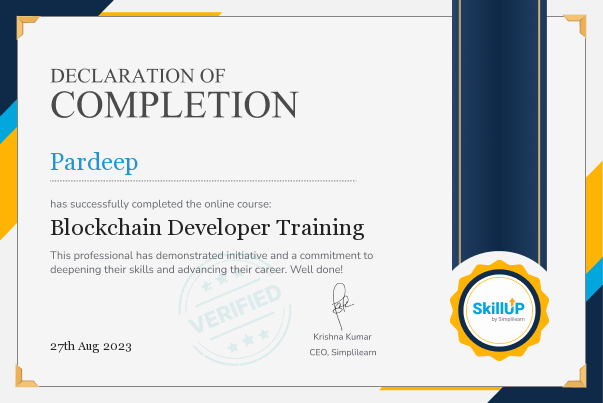 DECLARATION OF
COMPLETION
Pardeep
has successfully completed the online course:
Blockchain Developer Training
This professional has demonstrated initiative and a commitment to
deepening their skills and advancing their career. Well done!
VERIFIED
27th Aug 2023
Krishna Kumar
CEO, Simplilearn
SkillUP
by Simplilearn